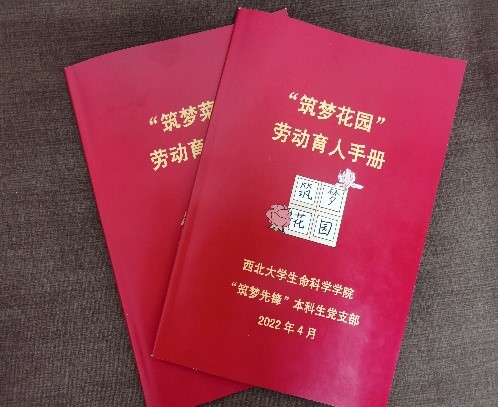 “筑梦花园”
劳动育人手册
筑梦
花园
西北大学生命科学学院
“筑梦先锋”本科生党支部
2022年4月
“筑梦菜
劳动育